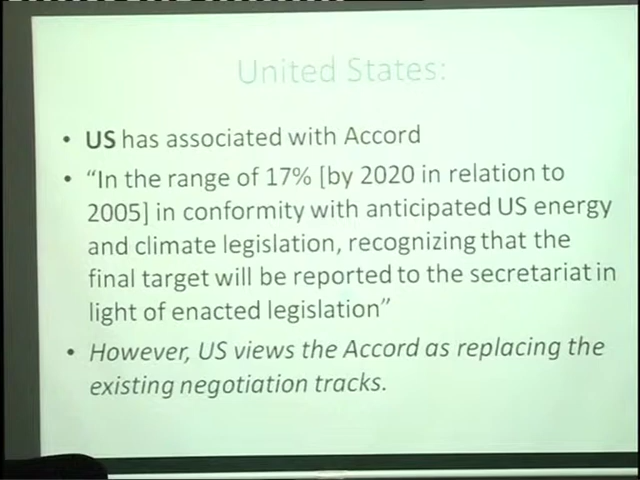 United States:
• US has associated with Accord
• “In the range of 17% [by 2020 in relation to
2005] in conformity with anticipated US energy
and climate legislation, recognizing that the
final target will be reported to the secretariat in
light of enacted legislation”
• However, US views the Accord as replacing the
existing negotiation tracks.